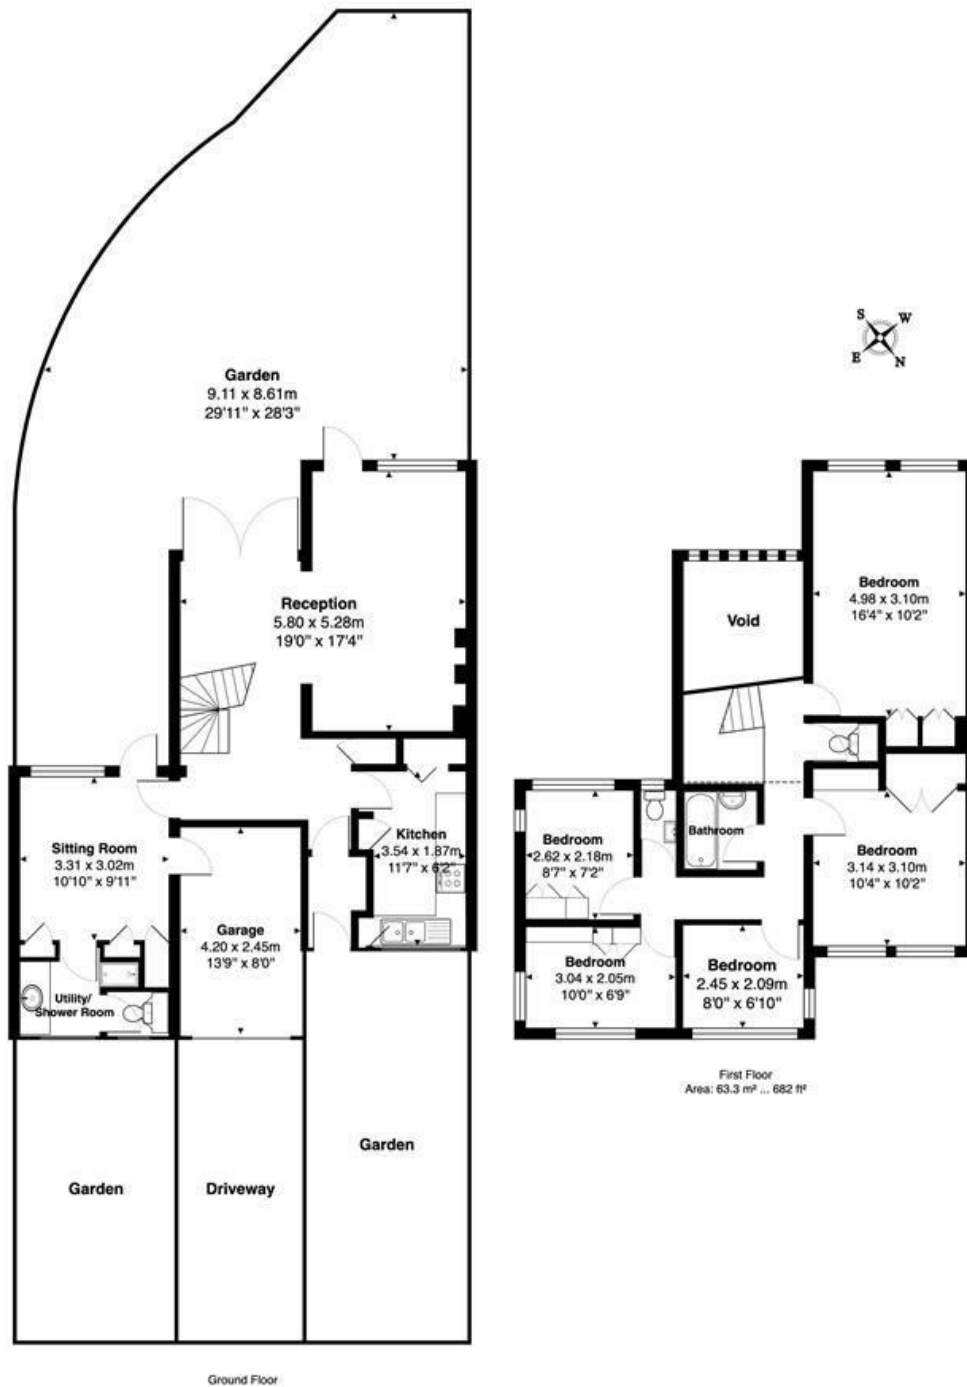 Garden
9.11 x 8.61m
29'11" x 28'3"
Reception
5.80 x 5.28m
19'0" x 17'4"
Kitchen
3.54 x 1.87m
11'7" x 6'2"
Sitting Room
3.31 x 3.02m
10'10" x 9'11"
Garage
4.20 x 2.45m
13'9" x 8'0"
Utility/
Shower Room
Garden
Driveway
Garden
Ground Floor
S
W
E
N
Bedroom
4.98 x 3.10m
16'4" x 10'2"
Void
Bedroom
2.62 x 2.18m
8'7" x 7'2"
Bathroom
Bedroom
3.14 x 3.10m
10'4" x 10'2"
Bedroom
3.04 x 2.05m
10'0" x 6'9"
Bedroom
2.45 x 2.09m
8'0" x 6'10"
First Floor
Area: 63.3 m² ... 682 ft²